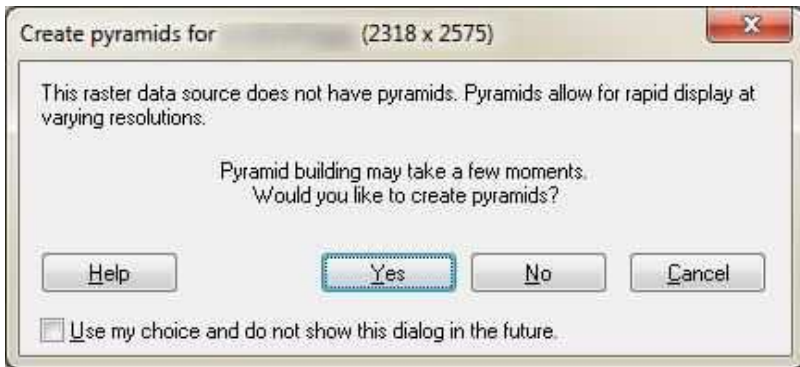 Create pyramids for (2318 x 2575)
This raster data source does not have pyramids. Pyramids allow for rapid display at
varying resolutions.
Pyramid building may take a few moments.
Would you like to create pyramids?
Help Yes No Cancel
Use my choice and do not show this dialog in the future.